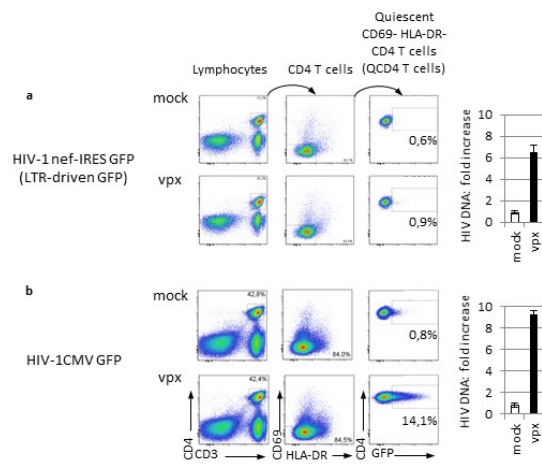 Quiescent
CD69- HLA-DR-
CD4 T cells
(QCD4 T cells)
Lymphocytes
CD4 T cells
a
mock
HIV-1 nef-IRES GFP
(LTR-driven GFP)
vpx
0,6%
0,9%
HIV DNA: fold increase
10
8
6
4
2
0
mock
vpx
b
mock
HIV-1CMV GFP
vpx
42,8%
84,0%
0,8%
42,4%
84,5%
14,1%
CD4
CD3
CD69
HLA-DR
CD4
GFP
HIV DNA: fold increase
10
8
6
4
2
0
mock
vpx